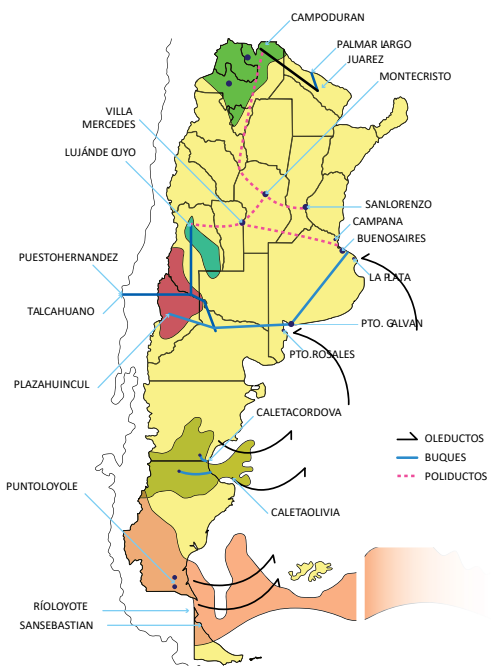 CAMPODURAN
PALMAR LARGO
JUAREZ
MONTECRISTO
VILLA
MERCEDES
LUJÁNDE CUYO
SANLORENZO
CAMPANA
BUENOSAIRES
PUESTOHERNANDEZ
LA PLATA
TALCAHUANO
PTO. GALVAN
PTO.ROSALES
PLAZAHUINCUL
CALETACORDOVA
OLEDUCTOS
BUQUES
POLIDUCTOS
PUNTOLOYOLE
CALETAOLIVIA
RÍOLOYOTE
SANSEBASTIAN